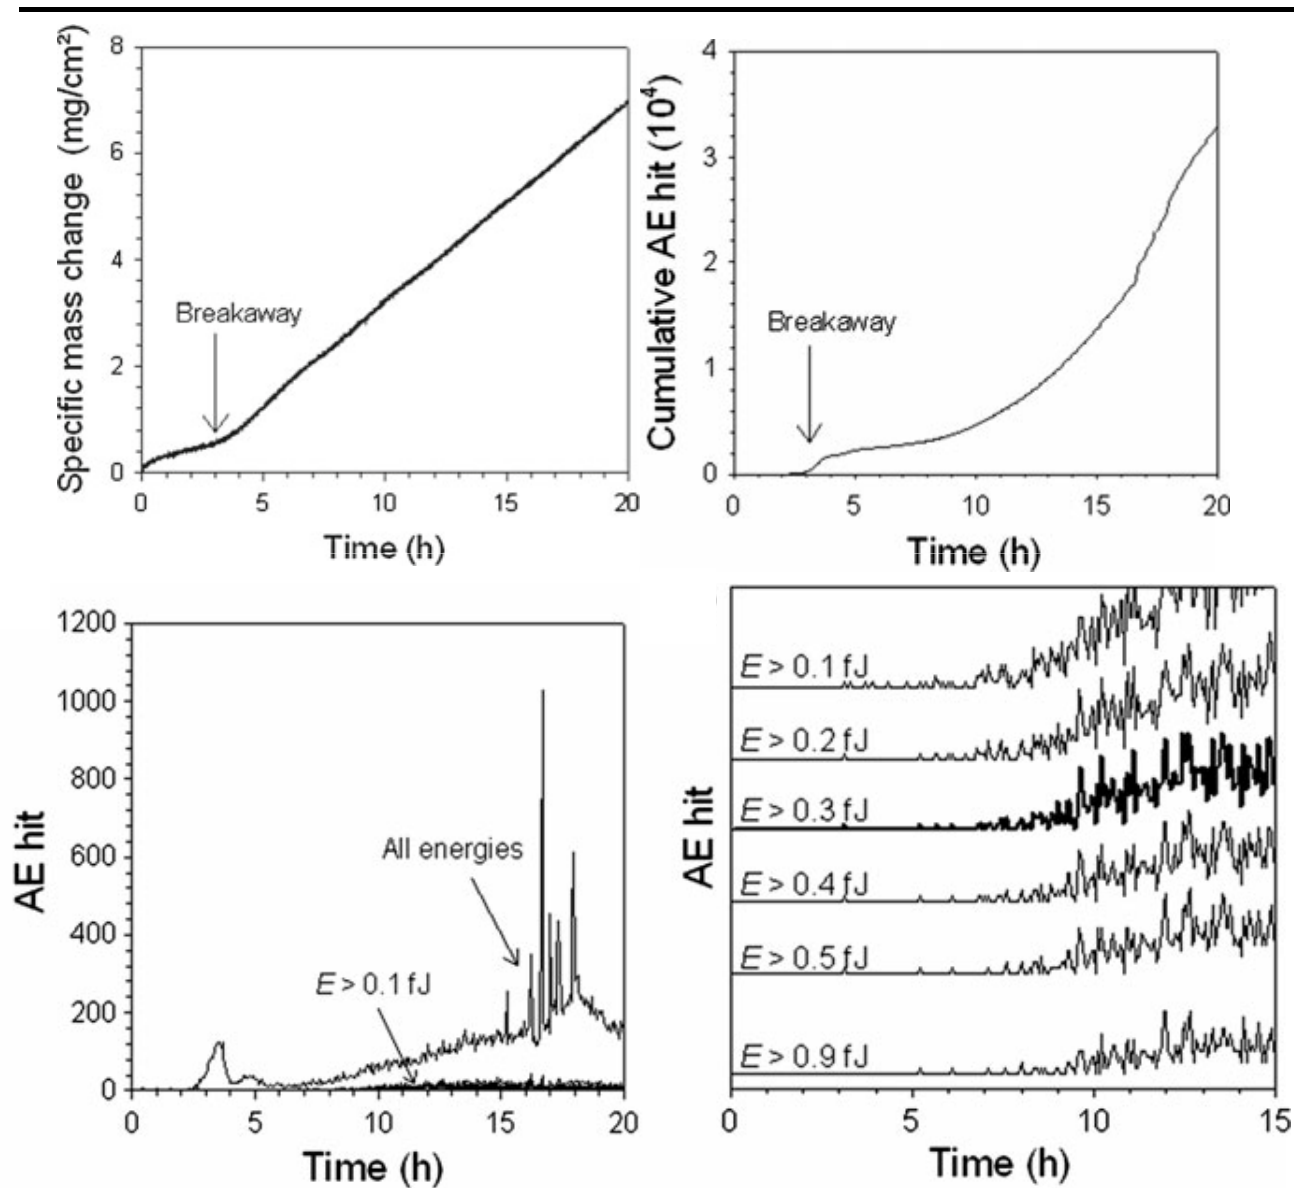 Specific mass change (mg/cm²)
8
6
4
2
0
Breakaway
0 5 10 15 20
Time (h)
Cumulative AE hit (10⁴)
4
3
2
1
0
Breakaway
0 5 10 15 20
Time (h)
AE hit
1200
1000
800
600
400
200
0
All energies
E > 0.1 fJ
0 5 10 15 20
Time (h)
AE hit
E > 0.1 fJ
E > 0.2 fJ
E > 0.3 fJ
E > 0.4 fJ
E > 0.5 fJ
E > 0.9 fJ
0 5 10 15
Time (h)